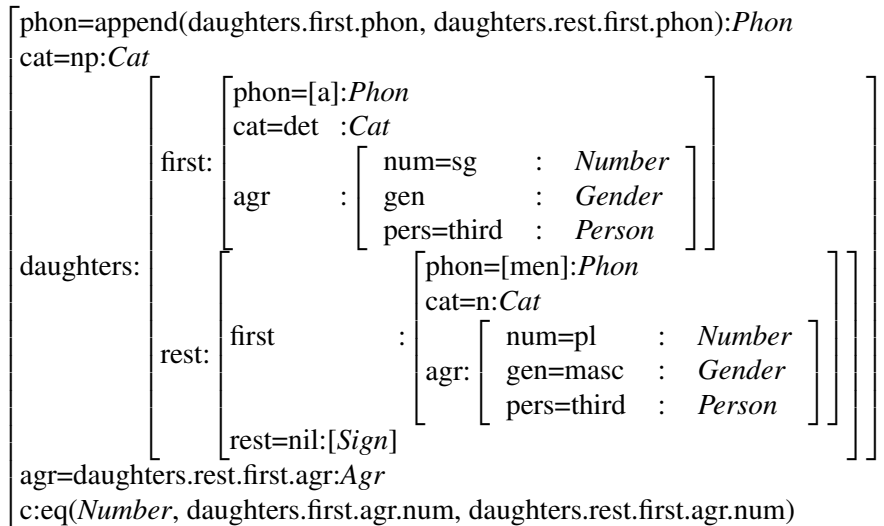 phon=append(daughters.first.phon, daughters.rest.first.phon):Phon
cat=np:Cat
daughters:
first:
phon=[a]:Phon
cat=det :Cat
agr :
num=sg : Number
gen : Gender
pers=third : Person
rest:
first :
phon=[men]:Phon
cat=n:Cat
agr:
num=pl : Number
gen=masc : Gender
pers=third : Person
rest=nil:[Sign]
agr=daughters.rest.first.agr:Agr
c:eq(Number, daughters.first.agr.num, daughters.rest.first.agr.num)